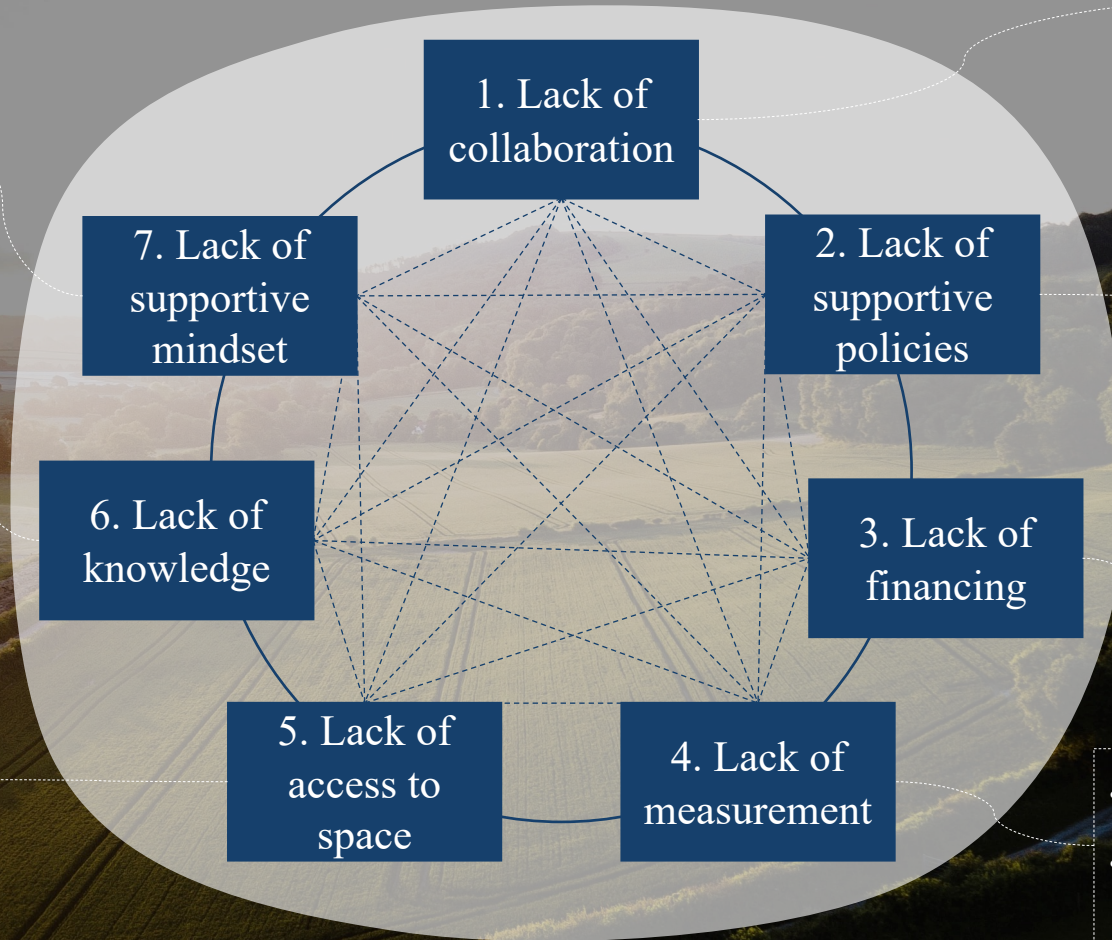 1. Lack of
collaboration
2. Lack of
supportive
policies
3. Lack of
financing
4. Lack of
measurement
5. Lack of
access to
space
6. Lack of
knowledge
7. Lack of
supportive
mindset